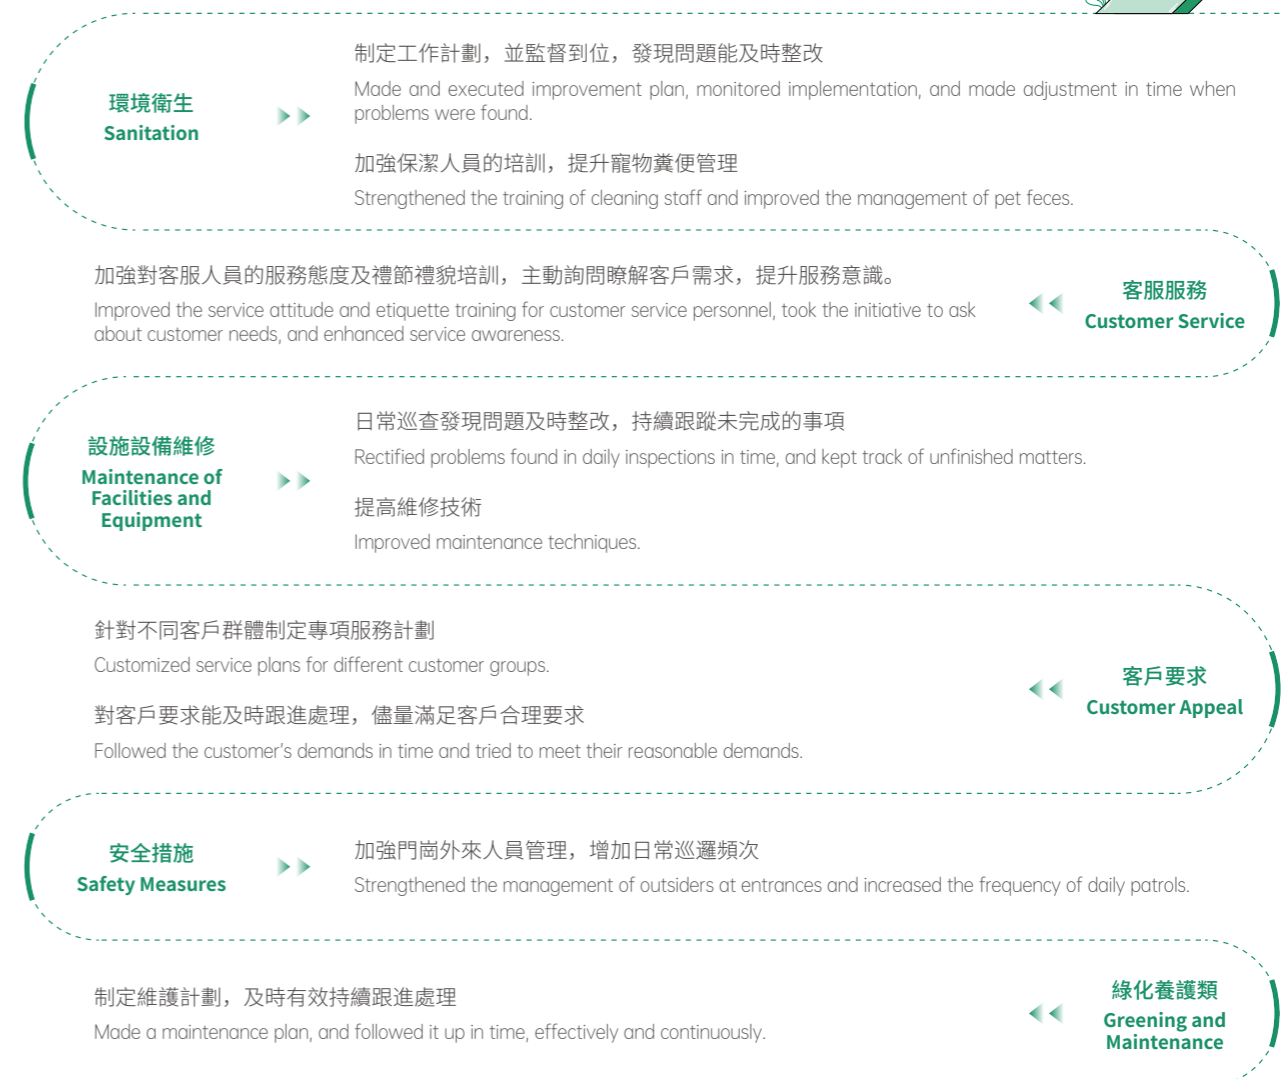 環境衛生
Sanitation
制定工作計劃，並監督到位，發現問題能及時整改
Made and executed improvement plan, monitored implementation, and made adjustment in time when
problems were found.
加強保潔人員的培訓，提升寵物糞便管理
Strengthened the training of cleaning staff and improved the management of pet feces.
加強對客服人員的服務態度及禮節禮貌培訓，主動詢問瞭解客戶需求，提升服務意識。
Improved the service attitude and etiquette training for customer service personnel, took the initiative to ask
about customer needs, and enhanced service awareness.
客服服務
Customer Service
設施設備維修
Maintenance of
Facilities and
Equipment
日常巡查發現問題及時整改，持續跟蹤未完成的事項
Rectified problems found in daily inspections in time, and kept track of unfinished matters.
提高維修技術
Improved maintenance techniques.
針對不同客戶群體制定專項服務計劃
Customized service plans for different customer groups.
對客戶要求能及時跟進處理，儘量滿足客戶合理要求
Followed the customer's demands in time and tried to meet their reasonable demands.
客戶要求
Customer Appeal
安全措施
Safety Measures
加強門崗外來人員管理，增加日常巡邏頻次
Strengthened the management of outsiders at entrances and increased the frequency of daily patrols.
制定維護計劃，及時有效持續跟進處理
Made a maintenance plan, and followed it up in time, effectively and continuously.
綠化養護類
Greening and
Maintenance